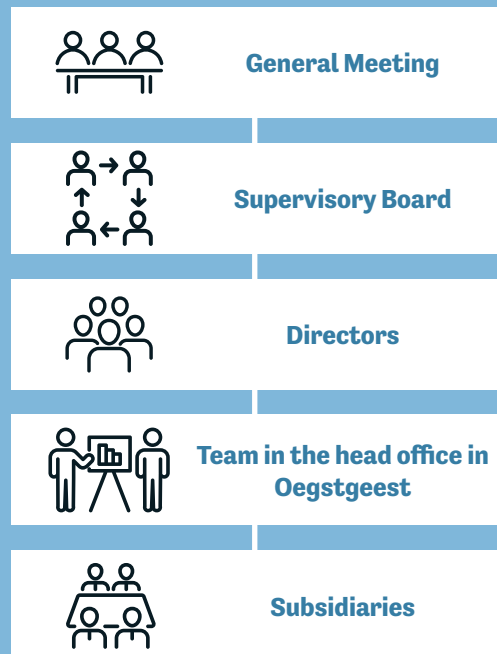 General Meeting
Supervisory Board
Directors
Team in the head office in
Oegstgeest
Subsidiaries